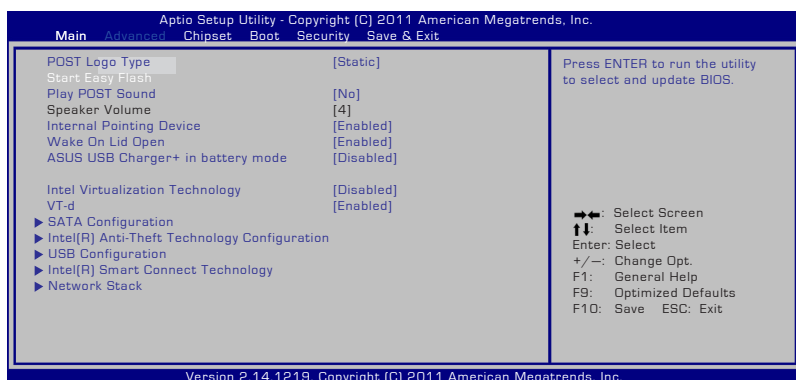 Aptio Setup Utility - Copyright (C) 2011 American Megatrends, Inc.
Main Advanced Chipset Boot Security Save & Exit
POST Logo Type [Static]
Start Easy Flash
Play POST Sound [No]
Speaker Volume [4]
Internal Pointing Device [Enabled]
Wake On Lid Open [Enabled]
ASUS USB Charger+ in battery mode [Disabled]
Intel Virtualization Technology [Disabled]
VT-d [Enabled]
SATA Configuration
Intel(R) Anti-Theft Technology Configuration
USB Configuration
Intel(R) Smart Connect Technology
Network Stack
Press ENTER to run the utility
to select and update BIOS.
→←: Select Screen
↑↓: Select Item
Enter: Select
+/—: Change Opt.
F1: General Help
F9: Optimized Defaults
F10: Save ESC: Exit
Version 2.14.1219. Copyright (C) 2011 American Megatrends, Inc.